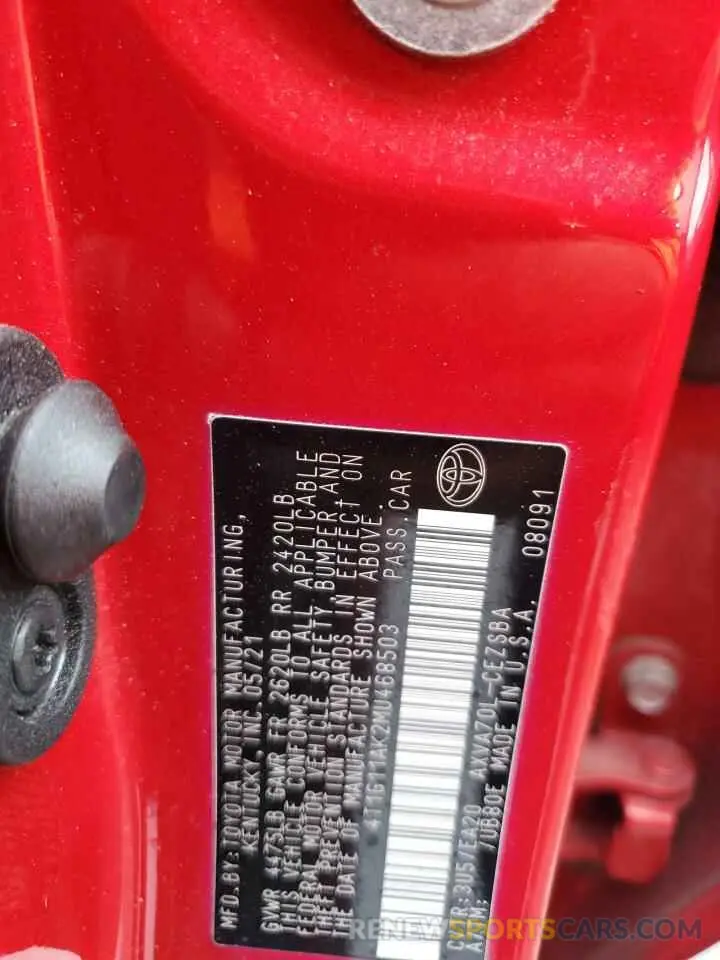 MFD.BY:TOYOTA MOTOR MANUFACTURING,
KENTUCKY, INC. 05/21
GVWR 4475LB GAWR FR 2620LB RR 2420LB
THIS VEHICLE CONFORMS TO ALL APPLICABLE
FEDERAL MOTOR VEHICLE SAFETY, BUMPER, AND
THEFT PREVENTION STANDARDS IN EFFECT ON
THE DATE OF MANUFACTURE SHOWN ABOVE.
4T1G11AK2MU468503 PASS. CAR
C/TR:3U5/EA20 AXVA70L-CEZSBA
A/TM: /UB80E MADE IN U.S.A. 08091
RENEWSPORTSCARS.COM